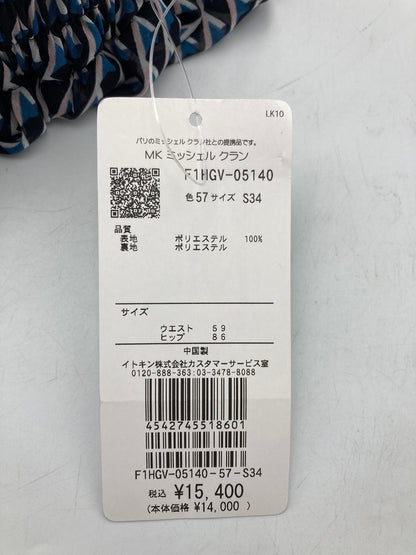 LK10
パリのミッシェル クラン社との提携品です。
MK ミッシェル クラン
F1HGV-05140
色 57 サイズ S34
品質
表地 ポリエステル 100%
裏地 ポリエステル
サイズ
ウエスト 59
ヒップ 86
中国製
イトキン株式会社カスタマーサービス室
0120-888-363:03-3478-8088
4542745518601
F1HGV-05140-57-S34
税込 ¥15,400
(本体価格 ¥14,000 )